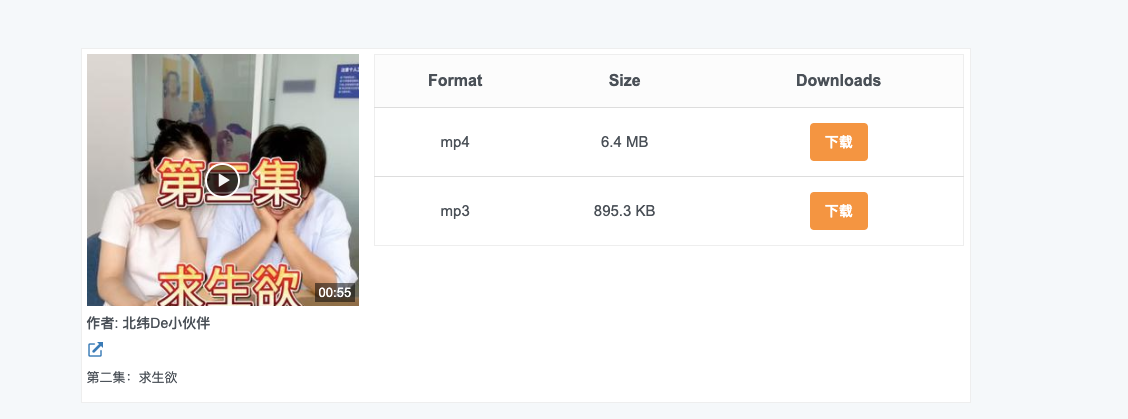 第二集
求生欲
00:55
作者: 北纬De小伙伴
第二集：求生欲
Format Size Downloads
mp4 6.4 MB 下载
mp3 895.3 KB 下载